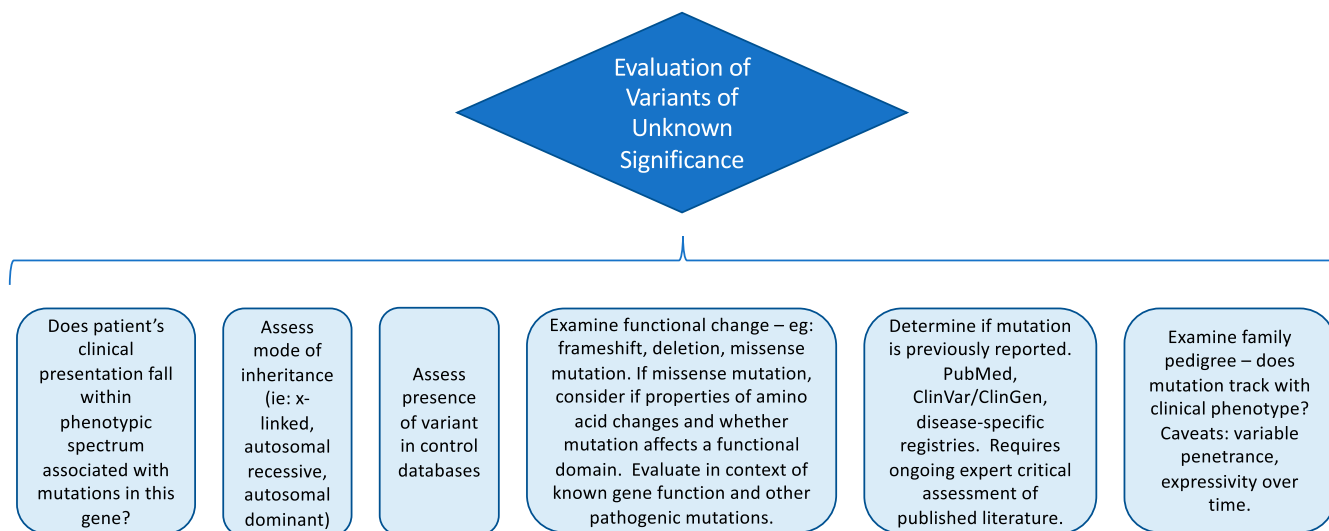 Evaluation of
Variants of
Unknown
Significance
Does patient’s
clinical
presentation fall
within
phenotypic
spectrum
associated with
mutations in this
gene?
Assess
mode of
inheritance
(ie: x-
linked,
autosomal
recessive,
autosomal
dominant)
Assess
presence
of variant
in control
databases
Examine functional change – eg:
frameshift, deletion, missense
mutation. If missense mutation,
consider if properties of amino
acid changes and whether
mutation affects a functional
domain.  Evaluate in context of
known gene function and other
pathogenic mutations.
Determine if mutation
is previously reported.
PubMed,
ClinVar/ClinGen,
disease-specific
registries.  Requires
ongoing expert critical
assessment of
published literature.
Examine family
pedigree – does
mutation track with
clinical phenotype?
Caveats: variable
penetrance,
expressivity over
time.